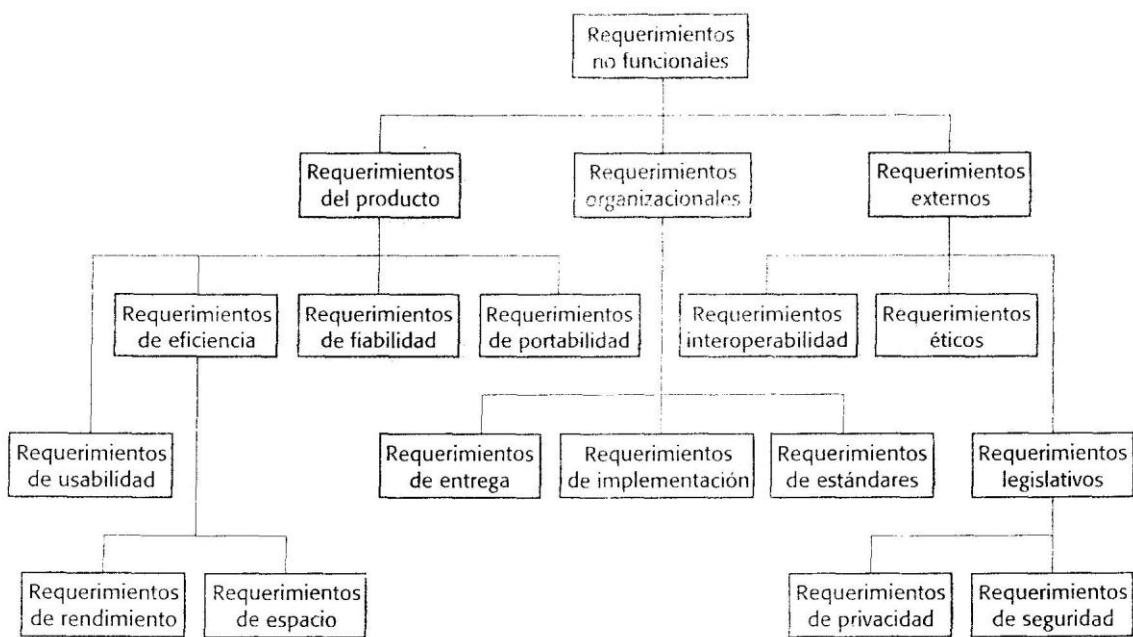 Requerimientos
no funcionales
Requerimientos
del producto
Requerimientos
organizacionales
Requerimientos
externos
Requerimientos
de eficiencia
Requerimientos
de fiabilidad
Requerimientos
de portabilidad
Requerimientos
interoperabilidad
Requerimientos
éticos
Requerimientos
de usabilidad
Requerimientos
de entrega
Requerimientos
de implementación
Requerimientos
de estándares
Requerimientos
legislativos
Requerimientos
de rendimiento
Requerimientos
de espacio
Requerimientos
de privacidad
Requerimientos
de seguridad